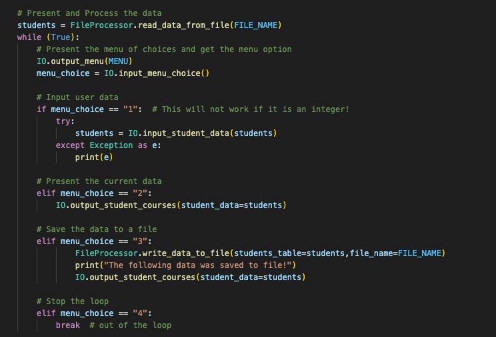 # Present and Process the data
students = FileProcessor.read_data_from_file(FILE_NAME)
while (True):
    # Present the menu of choices and get the menu option
    IO.output_menu(MENU)
    menu_choice = IO.input_menu_choice()

    # Input user data
    if menu_choice == "1":  # This will not work if it is an integer!
        try:
            students = IO.input_student_data(students)
        except Exception as e:
            print(e)

    # Present the current data
    elif menu_choice == "2":
        IO.output_student_courses(student_data=students)

    # Save the data to a file
    elif menu_choice == "3":
            FileProcessor.write_data_to_file(students_table=students,file_name=FILE_NAME)
            print("The following data was saved to file!")
            IO.output_student_courses(student_data=students)

    # Stop the loop
    elif menu_choice == "4":
        break  # out of the loop